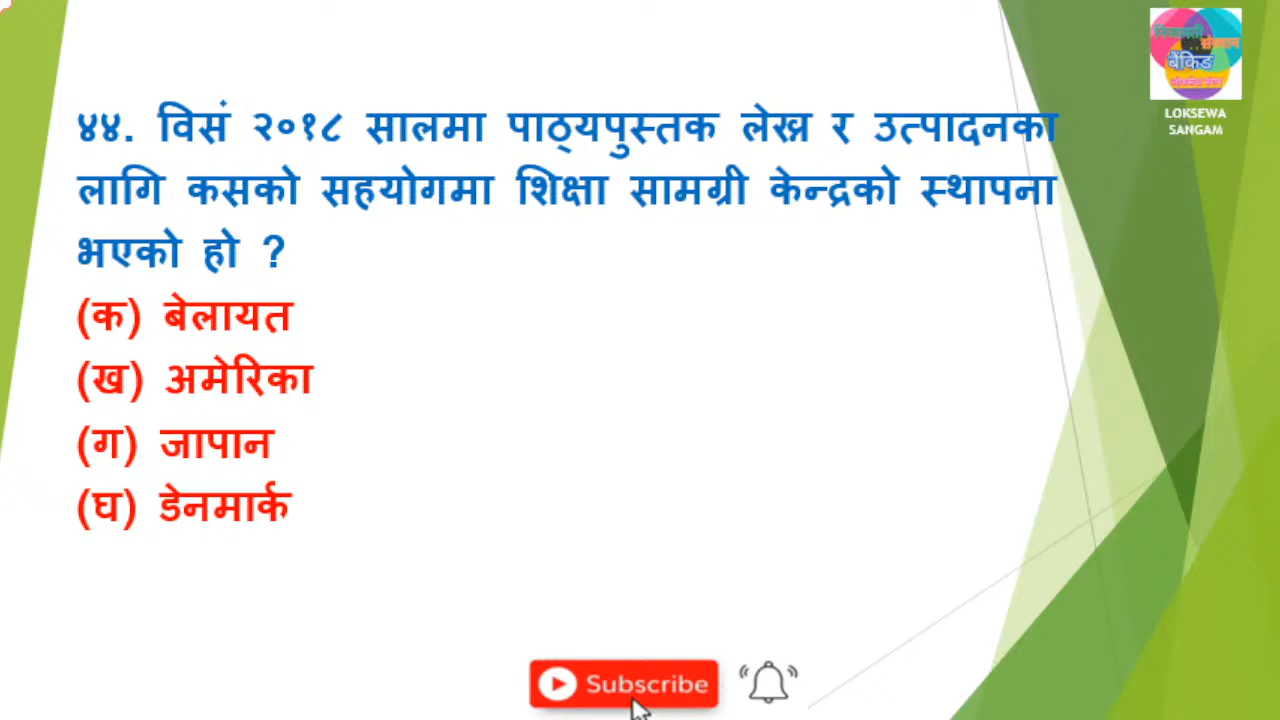 ४४. विसं २०१८ सालमा पाठ्यपुस्तक लेख्न र उत्पादनका
लागि कसको सहयोगमा शिक्षा सामग्री केन्द्रको स्थापना
भएको हो ?
(क) बेलायत
(ख) अमेरिका
(ग) जापान
(घ) डेनमार्क
बैंकिङ
LOKSEWA
SANGAM
Subscribe